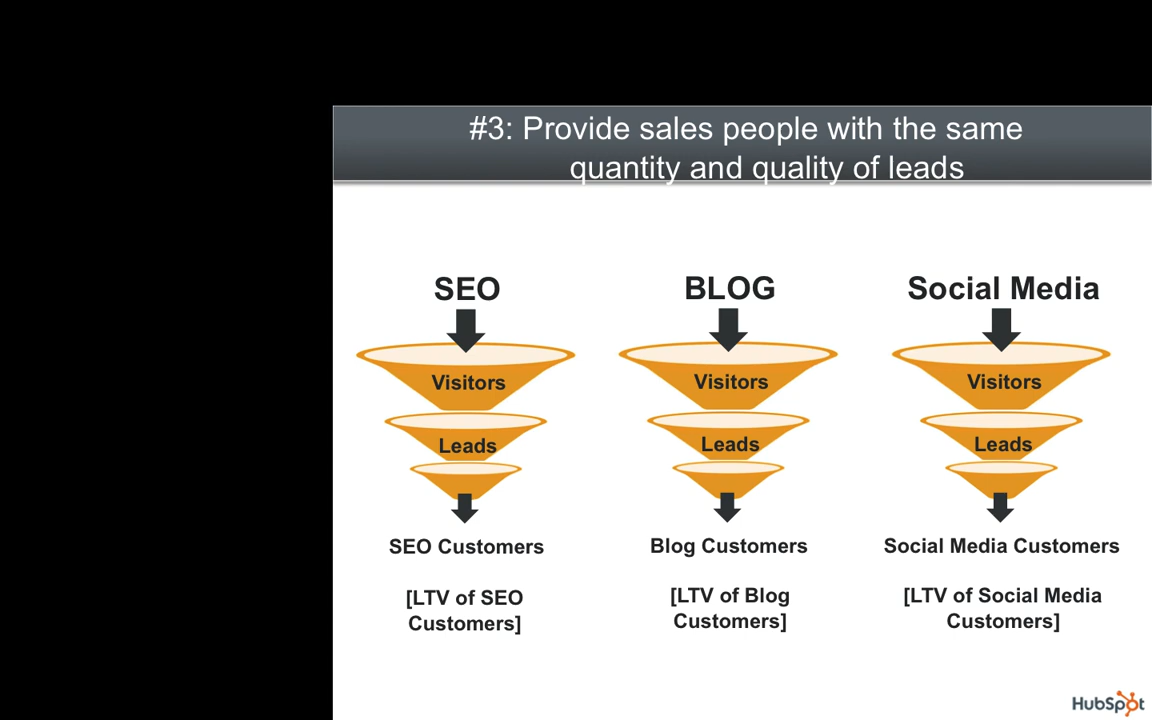 #3: Provide sales people with the same
quantity and quality of leads
SEO
BLOG
Social Media
Visitors
Visitors
Visitors
Leads
Leads
Leads
SEO Customers
Blog Customers
Social Media Customers
[LTV of SEO
Customers]
[LTV of Blog
Customers]
[LTV of Social Media
Customers]
HubSpot